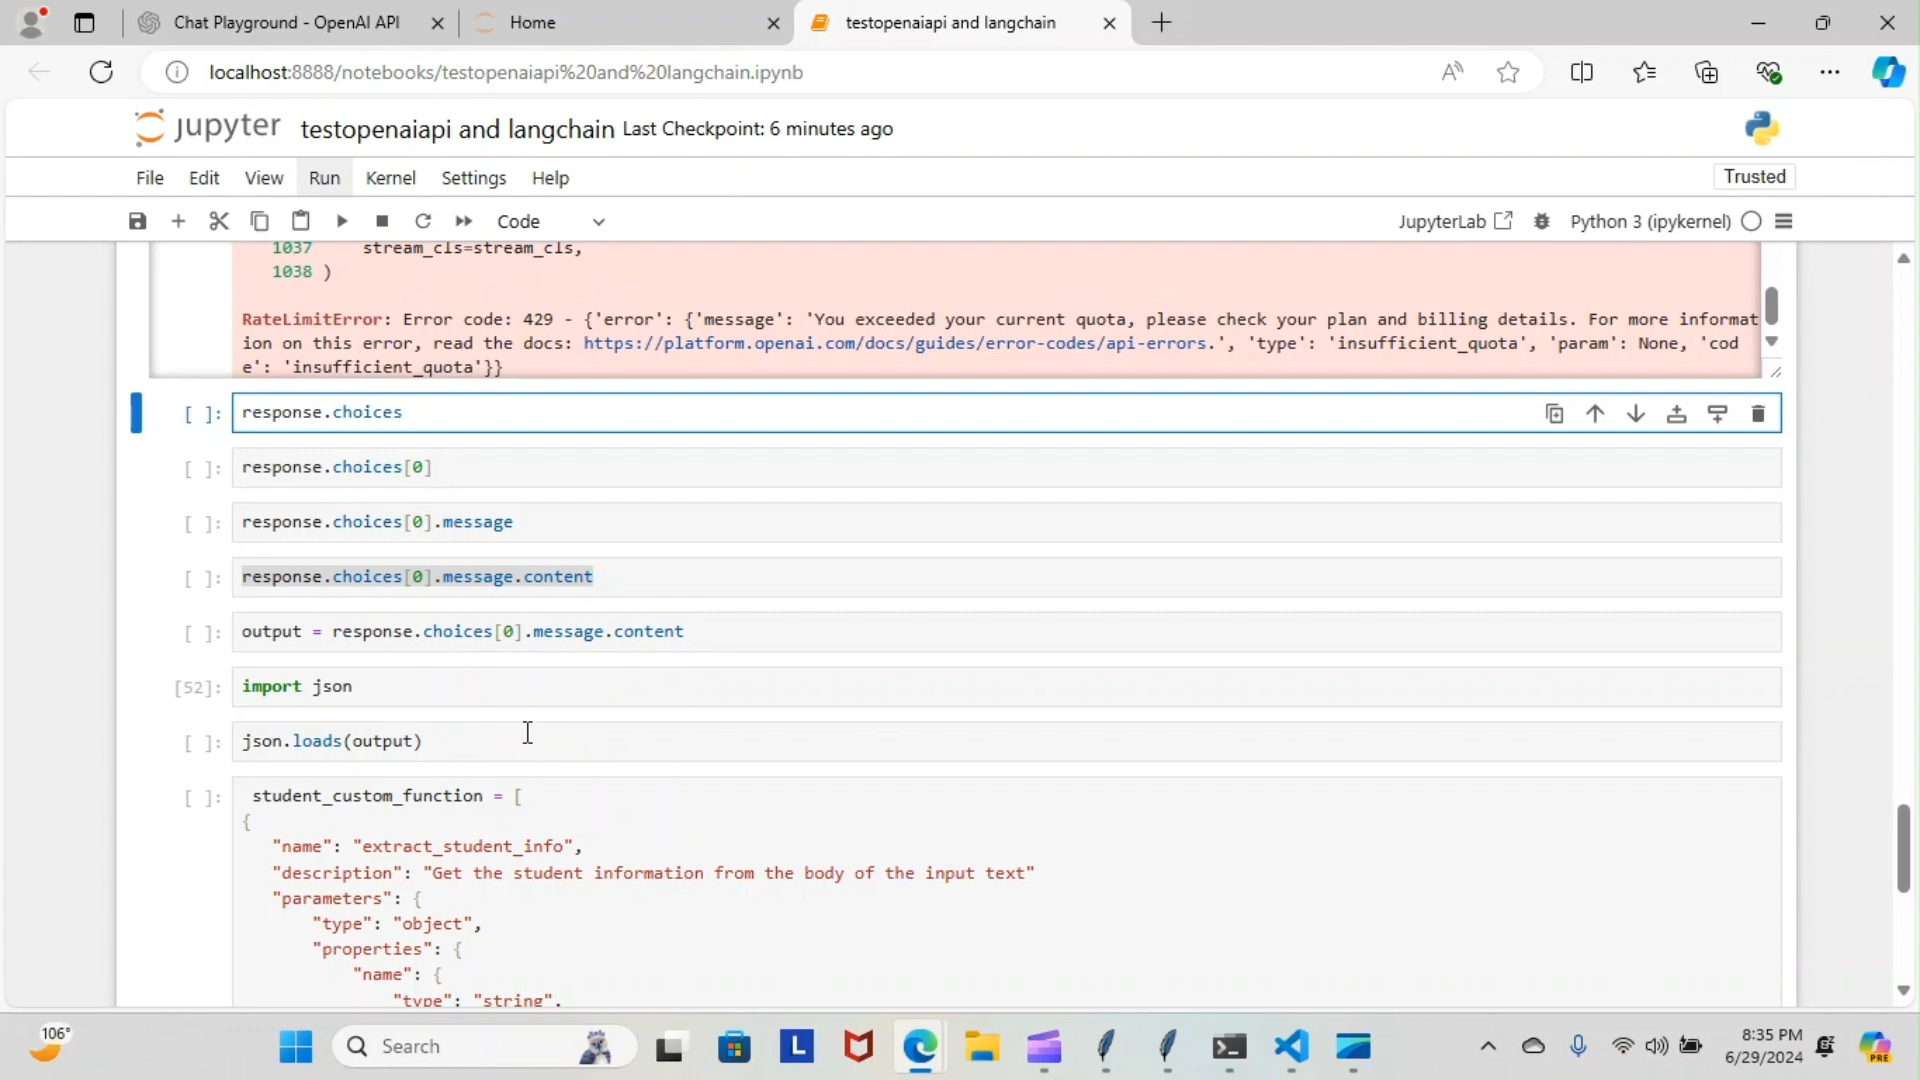 Chat Playground - OpenAI API
Home
testopenaiapi and langchain
localhost:8888/notebooks/testopenaiapi%20and%20langchain.ipynb
jupyter testopenaiapi and langchain Last Checkpoint: 6 minutes ago
File Edit View Run Kernel Settings Help
Trusted
Code
JupyterLab
Python 3 (ipykernel)
1037 stream_cls=stream_cls,
1038 )
RateLimitError: Error code: 429 - {'error': {'message': 'You exceeded your current quota, please check your plan and billing details. For more informat
ion on this error, read the docs: https://platform.openai.com/docs/guides/error-codes/api-errors.', 'type': 'insufficient_quota', 'param': None, 'cod
e': 'insufficient_quota'}}
[ ]: response.choices
[ ]: response.choices[0]
[ ]: response.choices[0].message
[ ]: response.choices[0].message.content
[ ]: output = response.choices[0].message.content
[52]: import json
[ ]: json.loads(output)
[ ]: student_custom_function = [
{
"name": "extract_student_info",
"description": "Get the student information from the body of the input text"
"parameters": {
"type": "object",
"properties": {
"name": {
"type": "string",
106°
Search
L
8:35 PM
6/29/2024
PRE